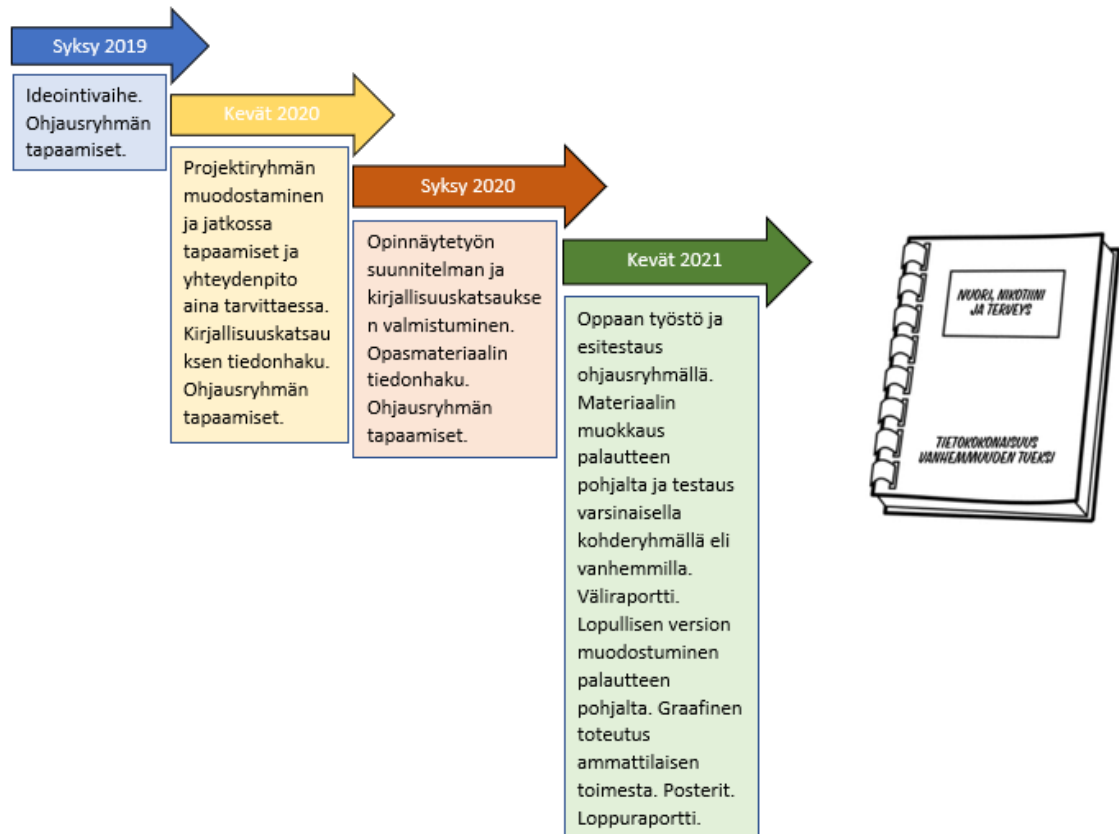 Syksy 2019
Ideointivaihe.
Ohjausryhmän
tapaamiset.
Kevät 2020
Projektiryhmän
muodostaminen
ja jatkossa
tapaamiset ja
yhteydenpito
aina tarvittaessa.
Kirjallisuuskatsau
ksen tiedonhaku.
Ohjausryhmän
tapaamiset.
Syksy 2020
Opinnäytetyön
suunnitelman ja
kirjallisuuskatsaukse
n valmistuminen.
Opasmateriaalin
tiedonhaku.
Ohjausryhmän
tapaamiset.
Kevät 2021
Oppaan työstö ja
esitestaus
ohjausryhmällä.
Materiaalin
muokkaus
palautteen
pohjalta ja testaus
varsinaisella
kohderyhmällä eli
vanhemmilla.
Väliraportti.
Lopullisen version
muodostuminen
palautteen
pohjalta. Graafinen
toteutus
ammattilaisen
toimesta. Posterit.
Loppuraportti.
NUORI, NIKOTIINI
JA TERVEYS
TIETOKOKONAISUUS
VANHEMMUUDEN TUEKSI